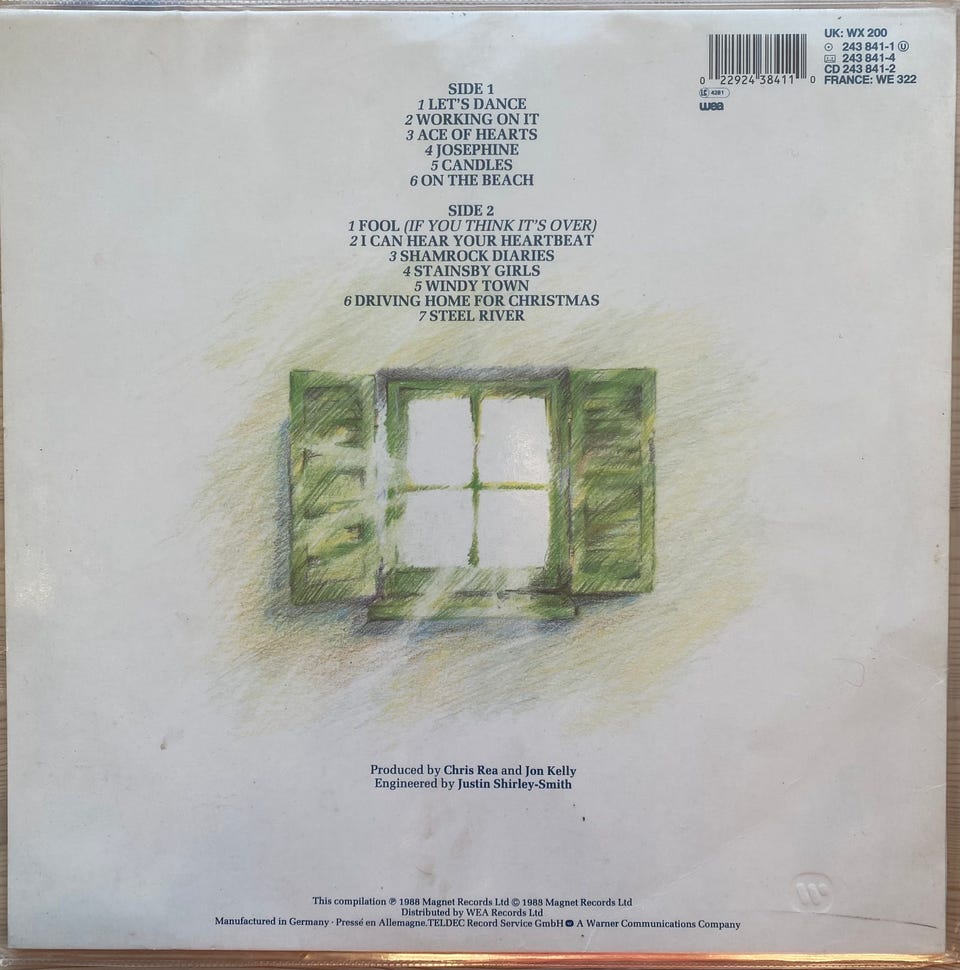 UK: WX 200
243 841-1 Ⓤ
243 841-4
CD 243 841-2
FRANCE: WE 322
0 22924 38411 0
LC 4281
wea
SIDE 1
1 LET'S DANCE
2 WORKING ON IT
3 ACE OF HEARTS
4 JOSEPHINE
5 CANDLES
6 ON THE BEACH
SIDE 2
1 FOOL (IF YOU THINK IT'S OVER)
2 I CAN HEAR YOUR HEARTBEAT
3 SHAMROCK DIARIES
4 STAINSBY GIRLS
5 WINDY TOWN
6 DRIVING HOME FOR CHRISTMAS
7 STEEL RIVER
Produced by Chris Rea and Jon Kelly
Engineered by Justin Shirley-Smith
This compilation ℗ 1988 Magnet Records Ltd © 1988 Magnet Records Ltd
Distributed by WEA Records Ltd
Manufactured in Germany · Pressé en Allemagne.TELDEC Record Service GmbH A Warner Communications Company